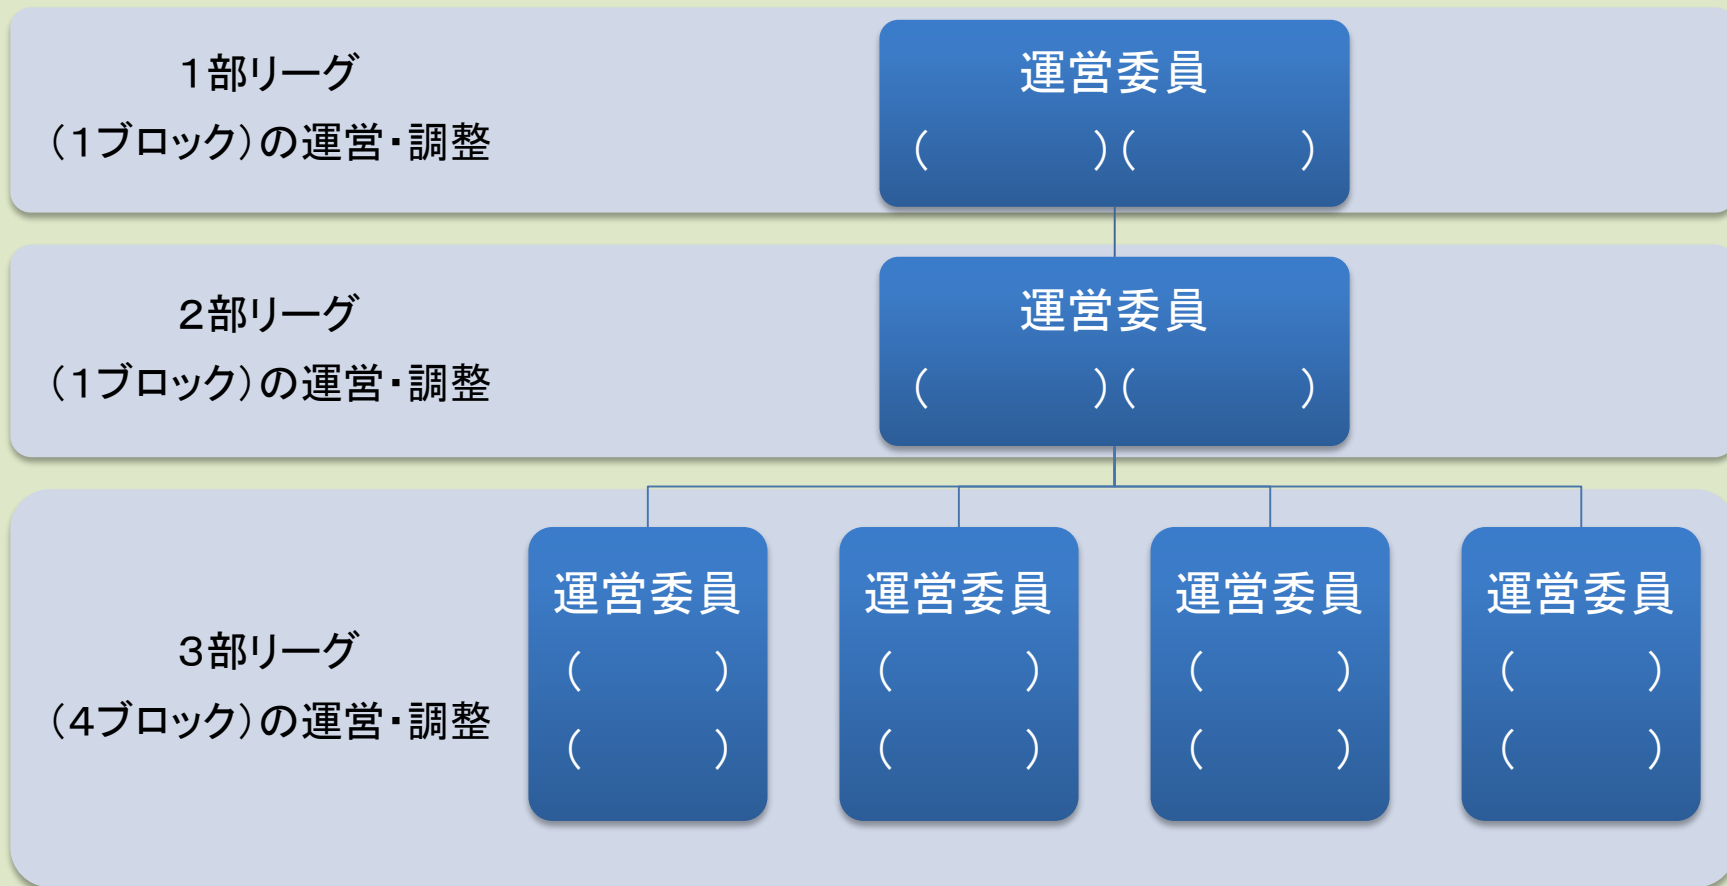 1部リーグ
（1ブロック）の運営・調整
運営委員
（　　　　）（　　　　）
2部リーグ
（1ブロック）の運営・調整
運営委員
（　　　　）（　　　　）
3部リーグ
（4ブロック）の運営・調整
運営委員
（　　　）
（　　　）
運営委員
（　　　）
（　　　）
運営委員
（　　　）
（　　　）
運営委員
（　　　）
（　　　）